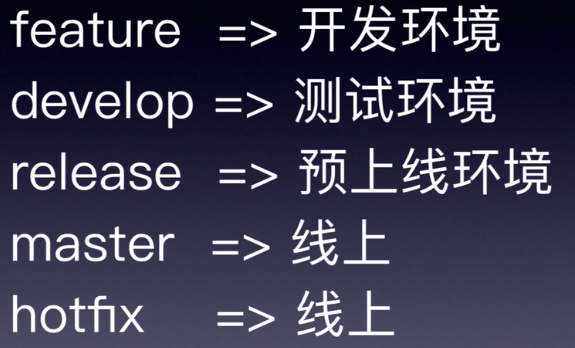 feature => 开发环境
develop => 测试环境
release => 预上线环境
master => 线上
hotfix => 线上